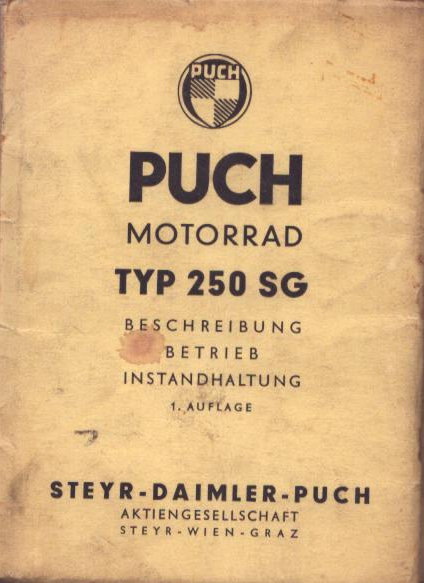 PUCH
PUCH
MOTORRAD
TYP 250 SG
BESCHREIBUNG
BETRIEB
INSTANDHALTUNG
1. AUFLAGE
STEYR-DAIMLER-PUCH
AKTIENGESELLSCHAFT
STEYR-WIEN-GRAZ